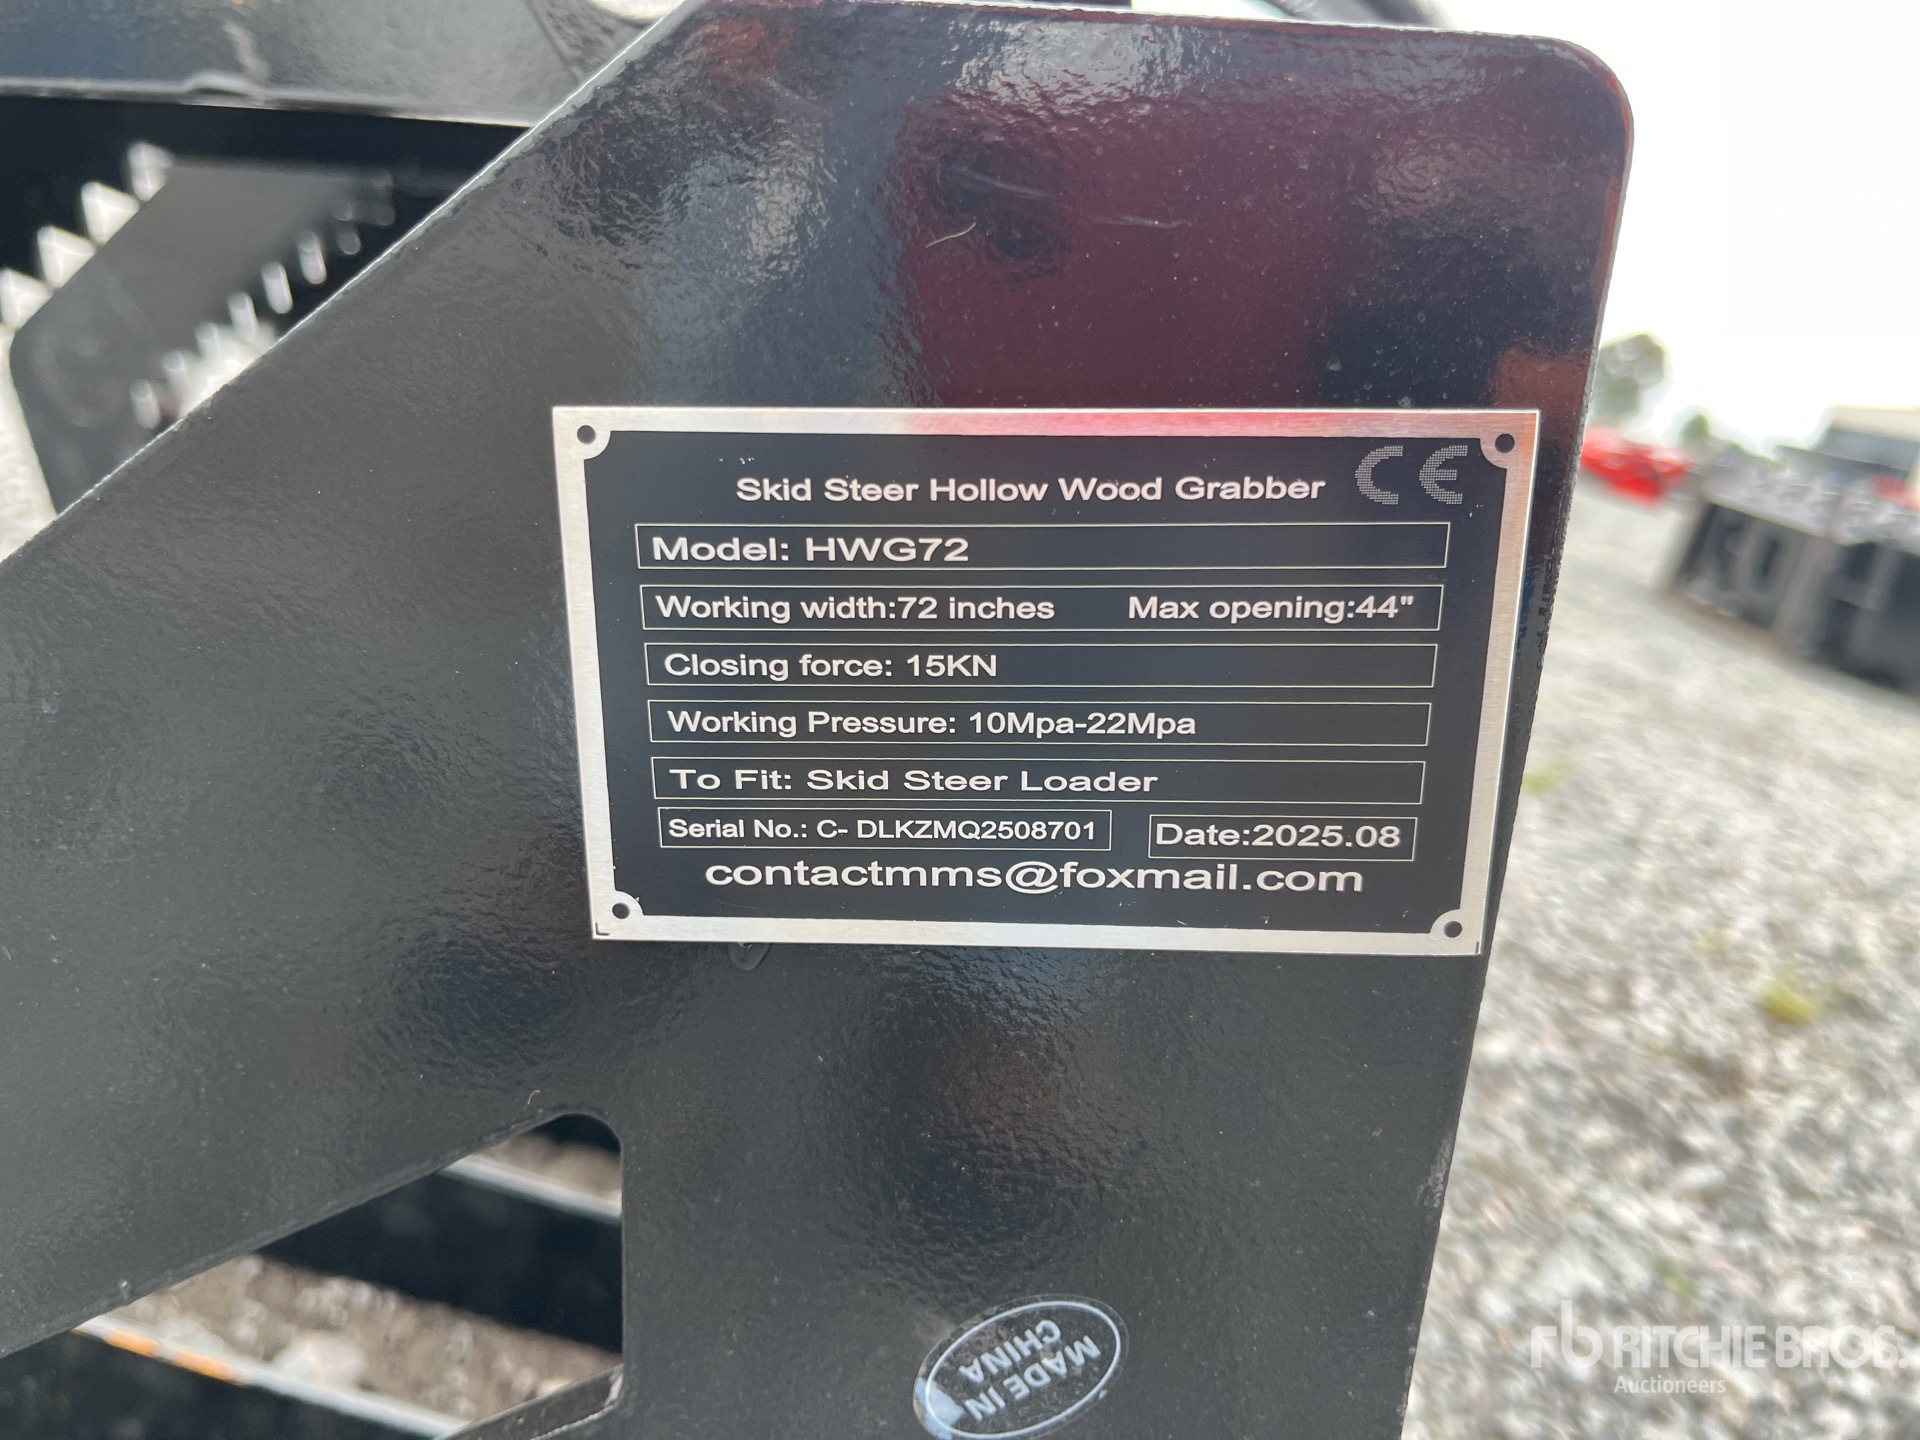 Skid Steer Hollow Wood Grabber CE
Model: HWG72
Working width:72 inches Max opening:44"
Closing force: 15KN
Working Pressure: 10Mpa-22Mpa
To Fit: Skid Steer Loader
Serial No.: C- DLKZMQ2508701 Date:2025.08
contactmms@foxmail.com
MADE IN
CHINA
rb RITCHIE BROS.
Auctioneers